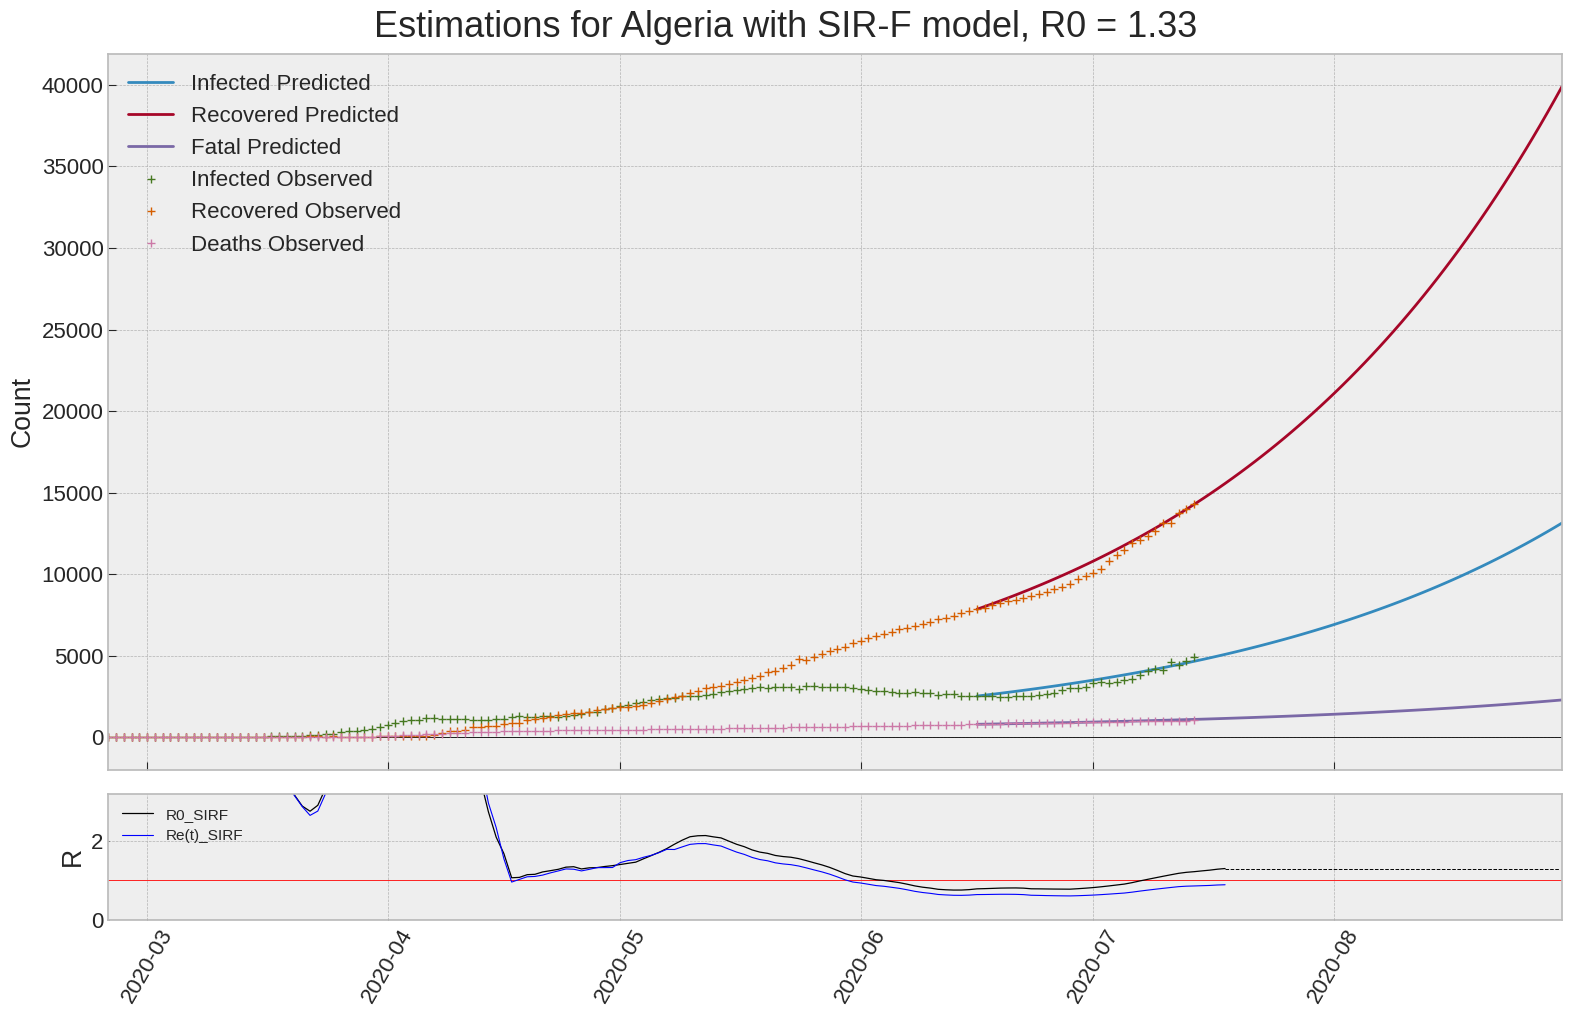 Estimations for Algeria with SIR-F model, R0 = 1.33
Infected Predicted
Recovered Predicted
Fatal Predicted
Infected Observed
Recovered Observed
Deaths Observed
40000
35000
30000
25000
20000
15000
10000
5000
0
Count
R0_SIRF
Re(t)_SIRF
2
0
R
2020-03
2020-04
2020-05
2020-06
2020-07
2020-08